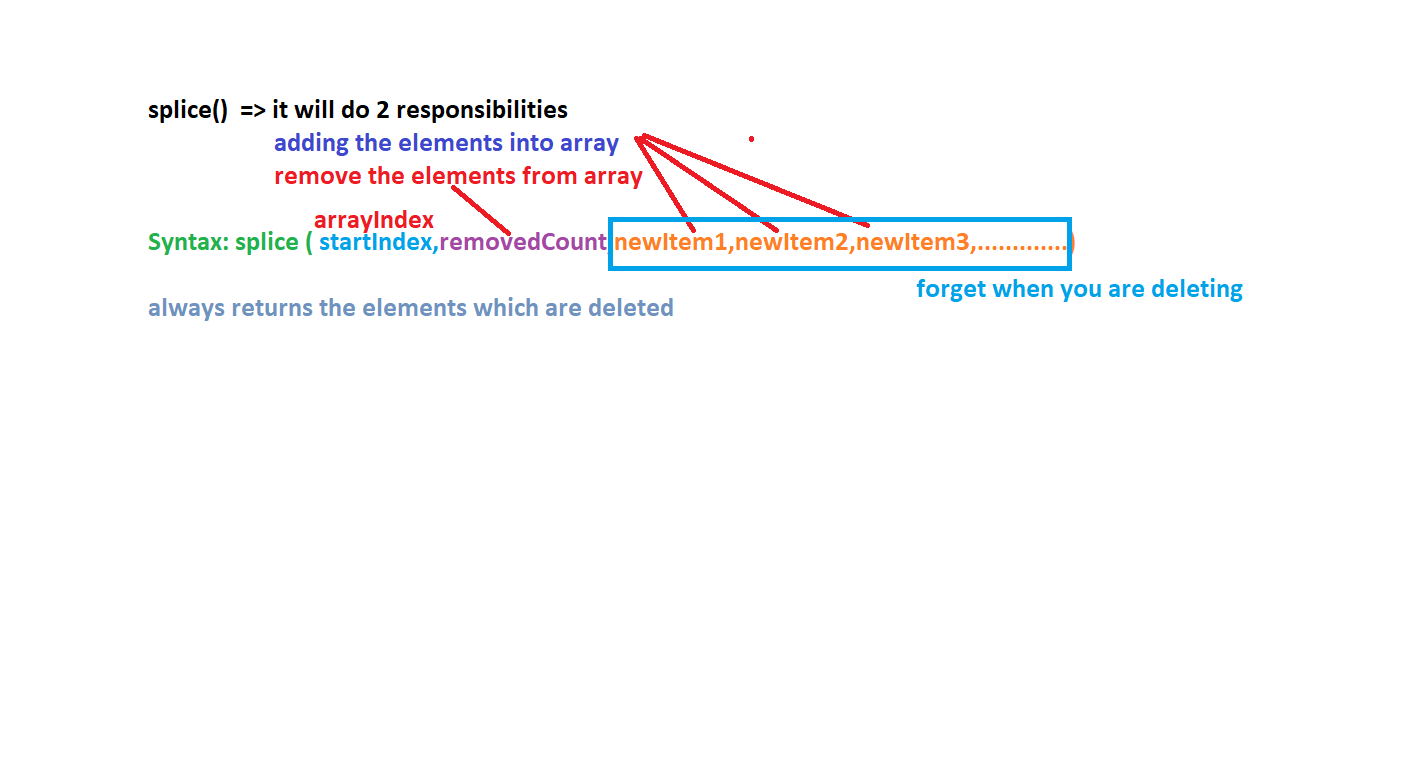 splice()  => it will do 2 responsibilities
adding the elements into array
remove the elements from array
arrayIndex
Syntax: splice ( startIndex,removedCount newItem1,newItem2,newItem3,.............)
forget when you are deleting
always returns the elements which are deleted